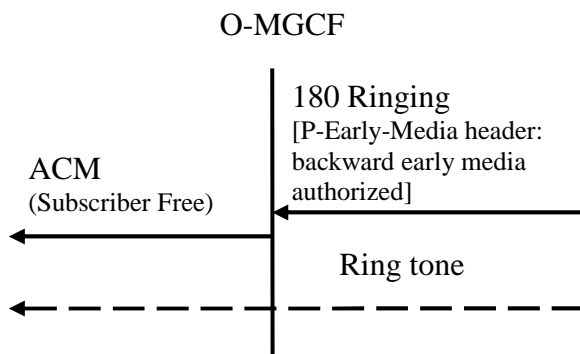 O-MGCF
180 Ringing
[P-Early-Media header:
backward early media
authorized]
ACM
(Subscriber Free)
Ring tone